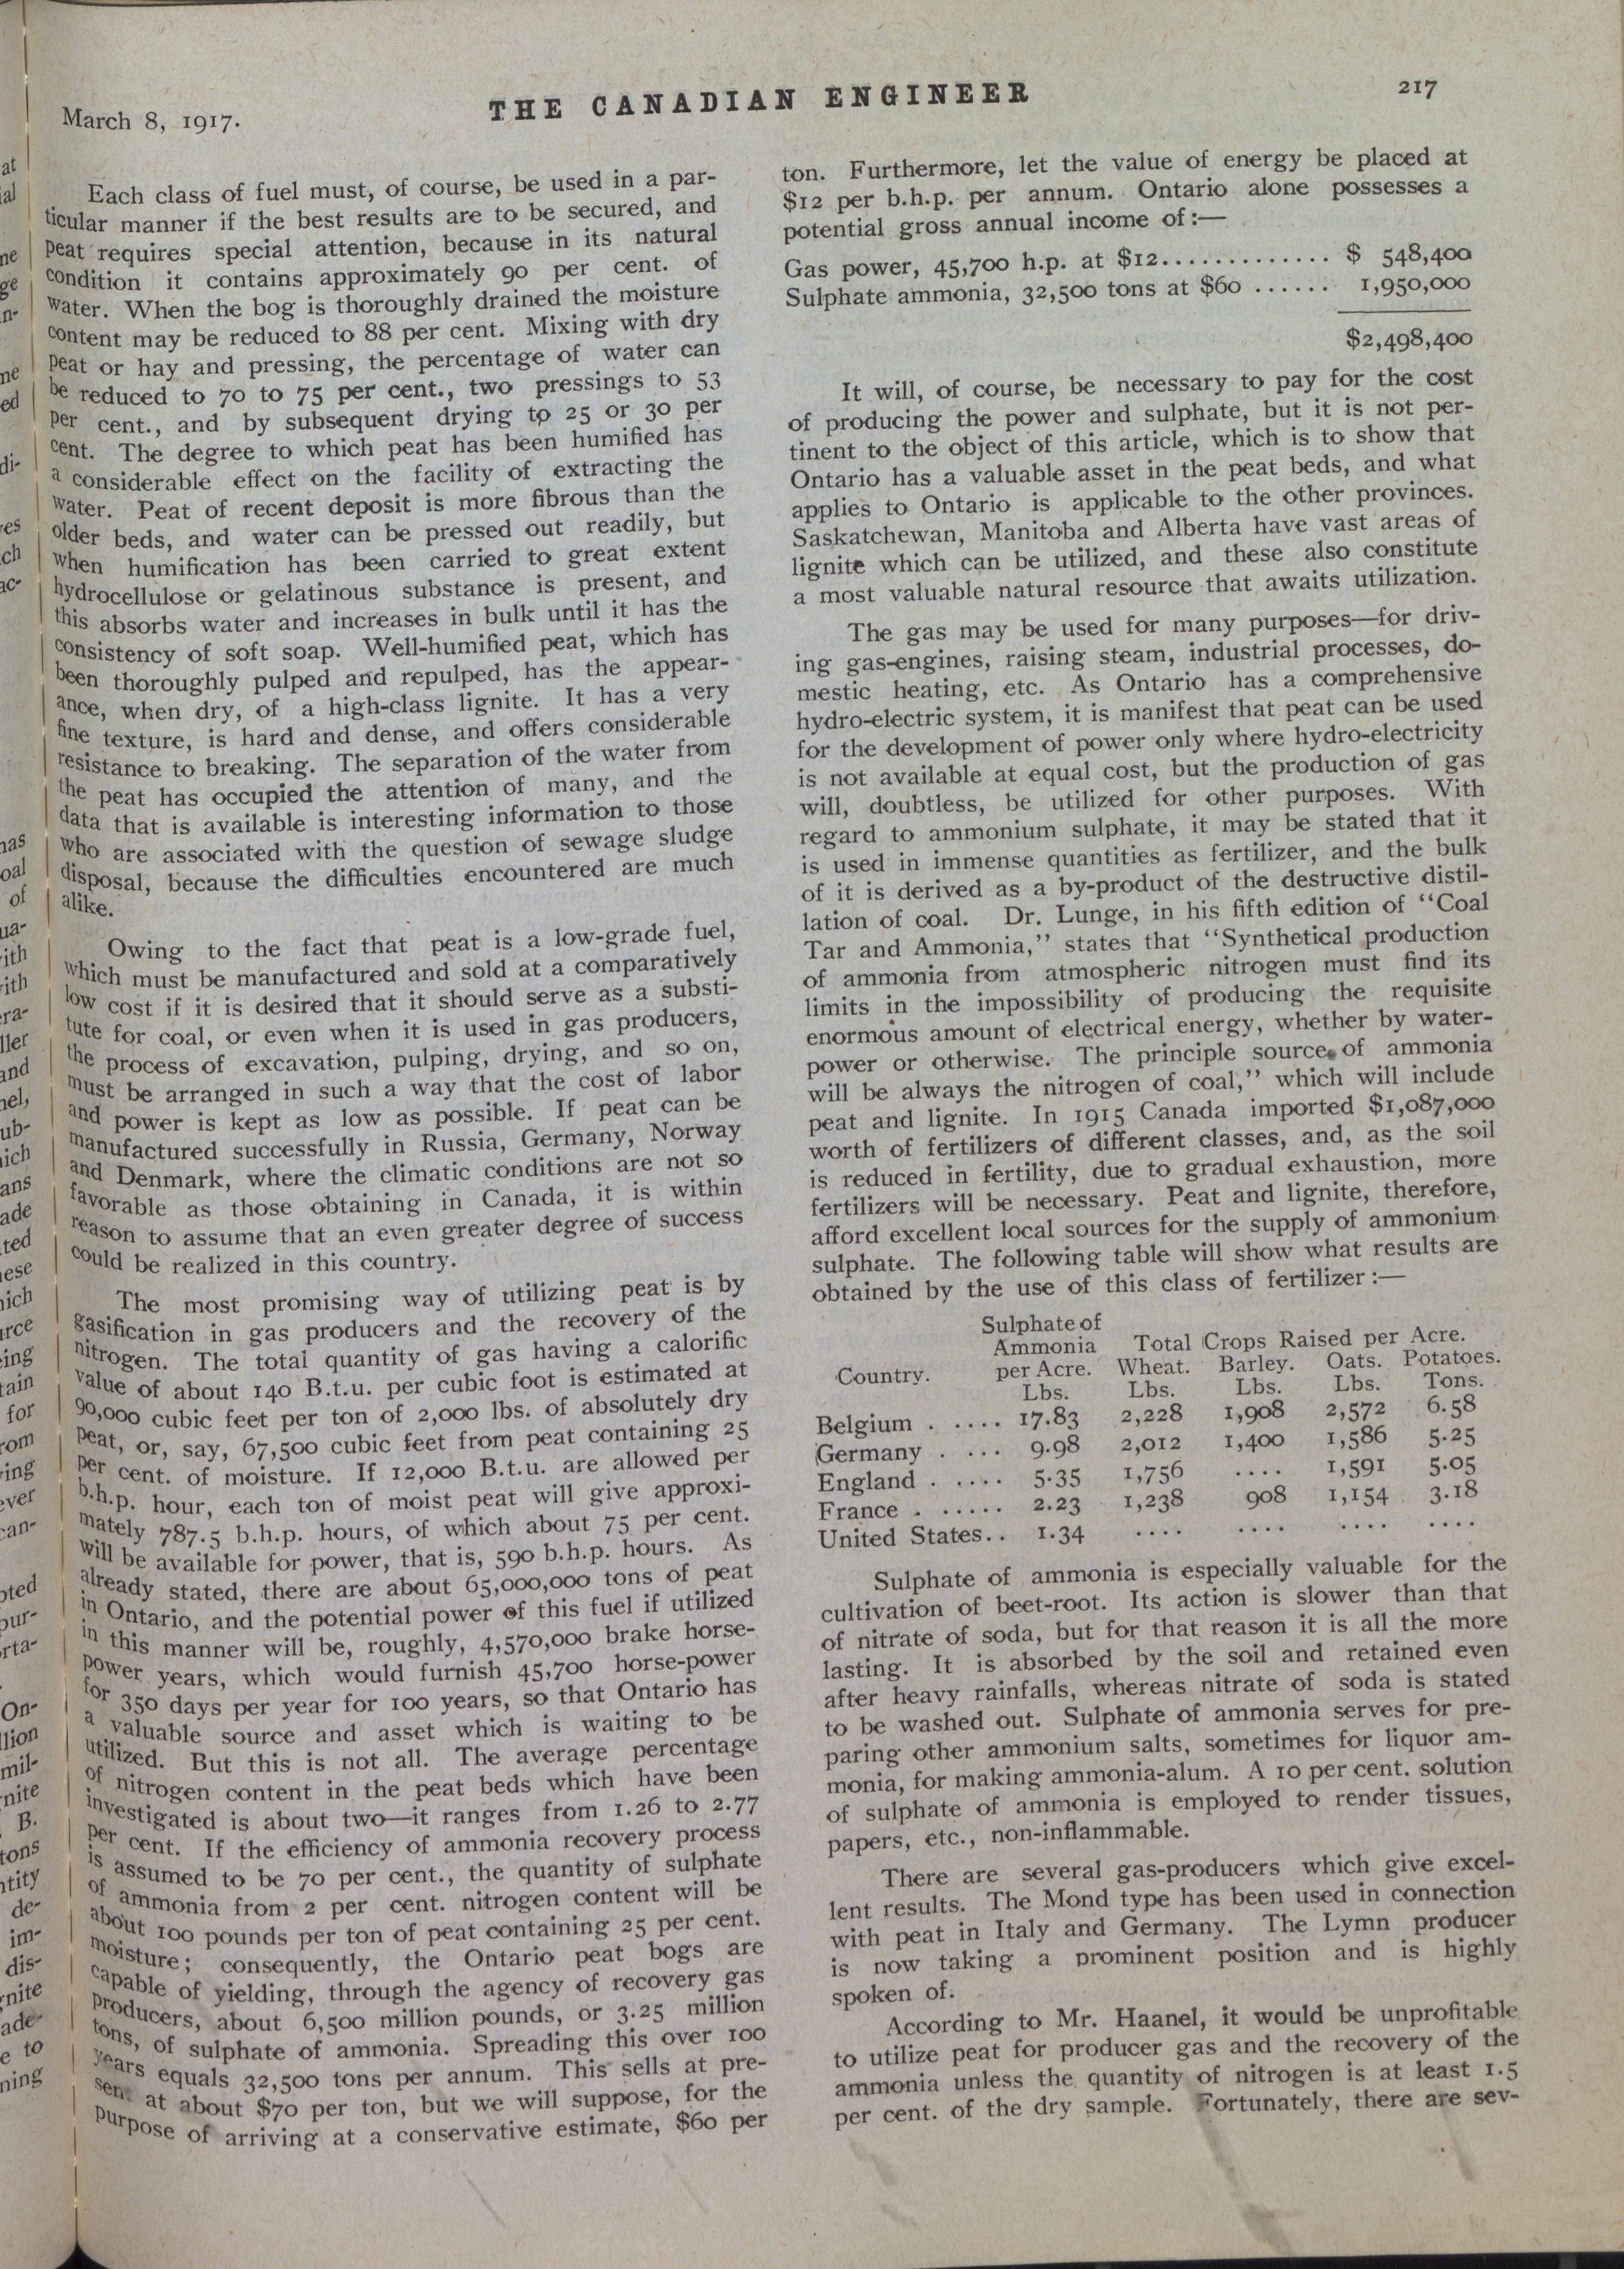 March 8, 1917.
THE CANADIAN ENGINEER
217
Each class of fuel must, of course, be used in a par-
ticular manner if the best results are to be secured, and
peat requires special attention, because in its natural
condition it contains approximately 90 per cent. of
water. When the bog is thoroughly drained the moisture
content may be reduced to 88 per cent. Mixing with dry
peat or hay and pressing, the percentage of water can
be reduced to 70 to 75 per cent., two pressings to 53
per cent., and by subsequent drying to 25 or 30 per
cent. The degree to which peat has been humified has
a considerable effect on the facility of extracting the
water. Peat of recent deposit is more fibrous than the
older beds, and water can be pressed out readily, but
when humification has been carried to great extent
hydrocellulose or gelatinous substance is present, and
this absorbs water and increases in bulk until it has the
consistency of soft soap. Well-humified peat, which has
been thoroughly pulped and repulped, has the appear-
ance, when dry, of a high-class lignite. It has a very
fine texture, is hard and dense, and offers considerable
resistance to breaking. The separation of the water from
the peat has occupied the attention of many, and the
data that is available is interesting information to those
who are associated with the question of sewage sludge
disposal, because the difficulties encountered are much
alike.
Owing to the fact that peat is a low-grade fuel,
which must be manufactured and sold at a comparatively
low cost if it is desired that it should serve as a substi-
tute for coal, or even when it is used in gas producers,
the process of excavation, pulping, drying, and so on,
must be arranged in such a way that the cost of labor
and power is kept as low as possible. If peat can be
manufactured successfully in Russia, Germany, Norway
and Denmark, where the climatic conditions are not so
favorable as those obtaining in Canada, it is within
reason to assume that an even greater degree of success
could be realized in this country.
The most promising way of utilizing peat is by
gasification in gas producers and the recovery of the
nitrogen. The total quantity of gas having a calorific
value of about 140 B.t.u. per cubic foot is estimated at
90,000 cubic feet per ton of 2,000 lbs. of absolutely dry
peat, or, say, 67,500 cubic feet from peat containing 25
per cent. of moisture. If 12,000 B.t.u. are allowed per
b.h.p. hour, each ton of moist peat will give approxi-
mately 787.5 b.h.p. hours, of which about 75 per cent.
will be available for power, that is, 590 b.h.p. hours. As
already stated, there are about 65,000,000 tons of peat
in Ontario, and the potential power of this fuel if utilized
in this manner will be, roughly, 4,570,000 brake horse-
power years, which would furnish 45,700 horse-power
for 350 days per year for 100 years, so that Ontario has
a valuable source and asset which is waiting to be
utilized. But this is not all. The average percentage
of nitrogen content in the peat beds which have been
investigated is about two—it ranges from 1.26 to 2.77
per cent. If the efficiency of ammonia recovery process
is assumed to be 70 per cent., the quantity of sulphate
of ammonia from 2 per cent. nitrogen content will be
about 100 pounds per ton of peat containing 25 per cent.
moisture; consequently, the Ontario peat bogs are
capable of yielding, through the agency of recovery gas
producers, about 6,500 million pounds, or 3.25 million
tons, of sulphate of ammonia. Spreading this over 100
years equals 32,500 tons per annum. This sells at pre-
sent at about $70 per ton, but we will suppose, for the
purpose of arriving at a conservative estimate, $60 per
ton. Furthermore, let the value of energy be placed at
$12 per b.h.p. per annum. Ontario alone possesses a
potential gross annual income of:—
Gas power, 45,700 h.p. at $12............. $ 548,400
Sulphate ammonia, 32,500 tons at $60 ...... 1,950,000
$2,498,400
It will, of course, be necessary to pay for the cost
of producing the power and sulphate, but it is not per-
tinent to the object of this article, which is to show that
Ontario has a valuable asset in the peat beds, and what
applies to Ontario is applicable to the other provinces.
Saskatchewan, Manitoba and Alberta have vast areas of
lignite which can be utilized, and these also constitute
a most valuable natural resource that awaits utilization.
The gas may be used for many purposes—for driv-
ing gas-engines, raising steam, industrial processes, do-
mestic heating, etc. As Ontario has a comprehensive
hydro-electric system, it is manifest that peat can be used
for the development of power only where hydro-electricity
is not available at equal cost, but the production of gas
will, doubtless, be utilized for other purposes. With
regard to ammonium sulphate, it may be stated that it
is used in immense quantities as fertilizer, and the bulk
of it is derived as a by-product of the destructive distil-
lation of coal. Dr. Lunge, in his fifth edition of "Coal
Tar and Ammonia," states that "Synthetical production
of ammonia from atmospheric nitrogen must find its
limits in the impossibility of producing the requisite
enormous amount of electrical energy, whether by water-
power or otherwise. The principle source of ammonia
will be always the nitrogen of coal," which will include
peat and lignite. In 1915 Canada imported $1,087,000
worth of fertilizers of different classes, and, as the soil
is reduced in fertility, due to gradual exhaustion, more
fertilizers will be necessary. Peat and lignite, therefore,
afford excellent local sources for the supply of ammonium
sulphate. The following table will show what results are
obtained by the use of this class of fertilizer:—
Sulphate of
Ammonia Total Crops Raised per Acre.
Country. per Acre. Wheat. Barley. Oats. Potatoes.
Lbs. Lbs. Lbs. Lbs. Tons.
Belgium . .... 17.83 2,228 1,908 2,572 6.58
Germany . ... 9.98 2,012 1,400 1,586 5.25
England . .... 5.35 1,756 .... 1,591 5.05
France . ..... 2.23 1,238 908 1,154 3.18
United States.. 1.34 .... .... .... ....
Sulphate of ammonia is especially valuable for the
cultivation of beet-root. Its action is slower than that
of nitrate of soda, but for that reason it is all the more
lasting. It is absorbed by the soil and retained even
after heavy rainfalls, whereas nitrate of soda is stated
to be washed out. Sulphate of ammonia serves for pre-
paring other ammonium salts, sometimes for liquor am-
monia, for making ammonia-alum. A 10 per cent. solution
of sulphate of ammonia is employed to render tissues,
papers, etc., non-inflammable.
There are several gas-producers which give excel-
lent results. The Mond type has been used in connection
with peat in Italy and Germany. The Lymn producer
is now taking a prominent position and is highly
spoken of.
According to Mr. Haanel, it would be unprofitable
to utilize peat for producer gas and the recovery of the
ammonia unless the quantity of nitrogen is at least 1.5
per cent. of the dry sample. Fortunately, there are sev-